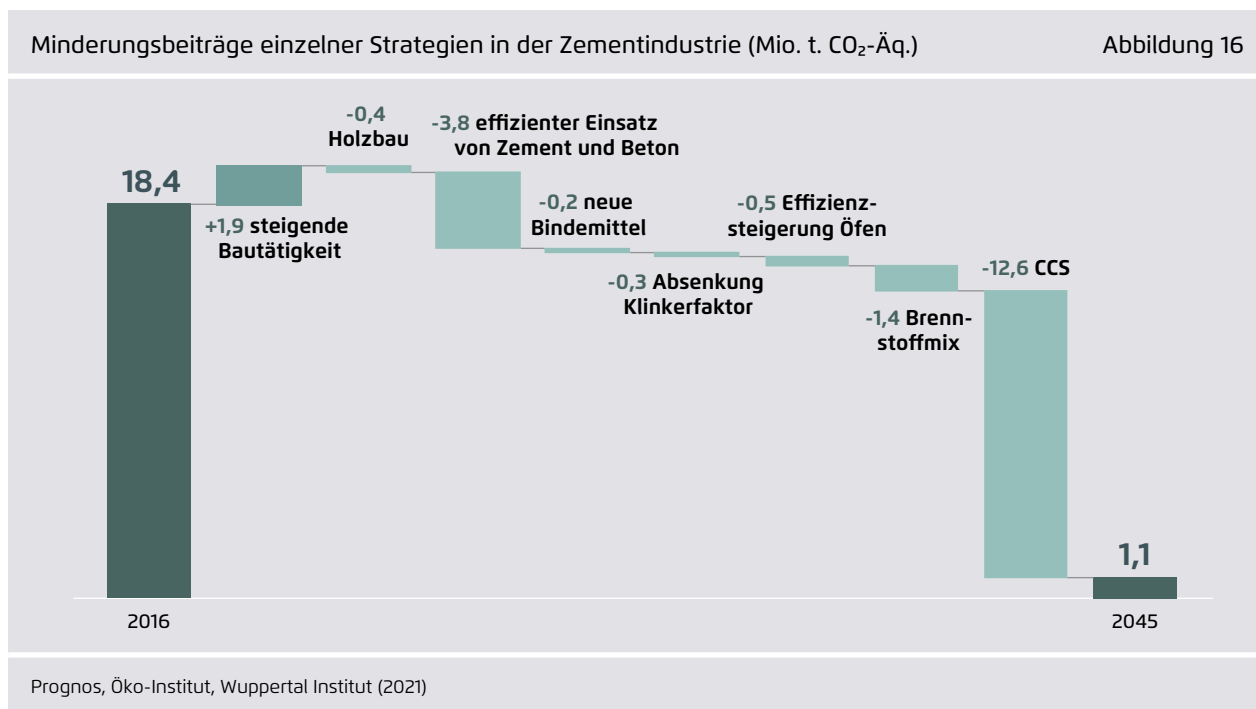 Minderungsbeiträge einzelner Strategien in der Zementindustrie (Mio. t. CO₂-Äq.)
Abbildung 16
18,4
+1,9 steigende
Bautätigkeit
-0,4
Holzbau
-3,8 effizienter Einsatz
von Zement und Beton
-0,2 neue
Bindemittel
-0,3 Absenkung
Klinkerfaktor
-0,5 Effizienz-
steigerung Öfen
-1,4 Brenn-
stoffmix
-12,6 CCS
1,1
2016
2045
Prognos, Öko-Institut, Wuppertal Institut (2021)